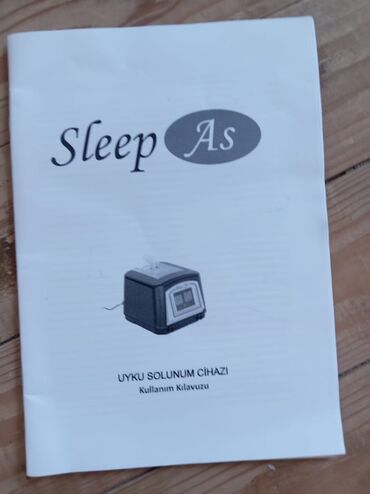 Sleep As
UYKU SOLUNUM CİHAZI
Kullanım Kılavuzu